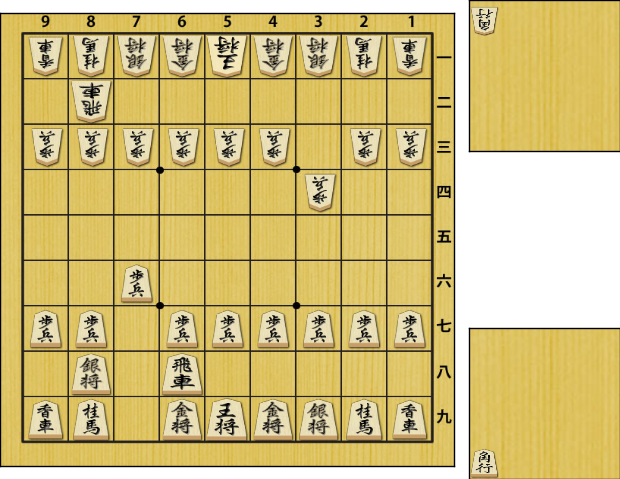 9 8 7 6 5 4 3 2 1
香車 桂馬 銀将 金将 王将 金将 銀将 桂馬 香車 一
飛車 二
歩兵 歩兵 歩兵 歩兵 歩兵 歩兵 歩兵 歩兵 三
歩兵 四
五
歩兵 六
歩兵 歩兵 歩兵 歩兵 歩兵 歩兵 歩兵 歩兵 七
銀将 飛車 八
香車 桂馬 金将 王将 金将 銀将 桂馬 香車 九
角行
角行